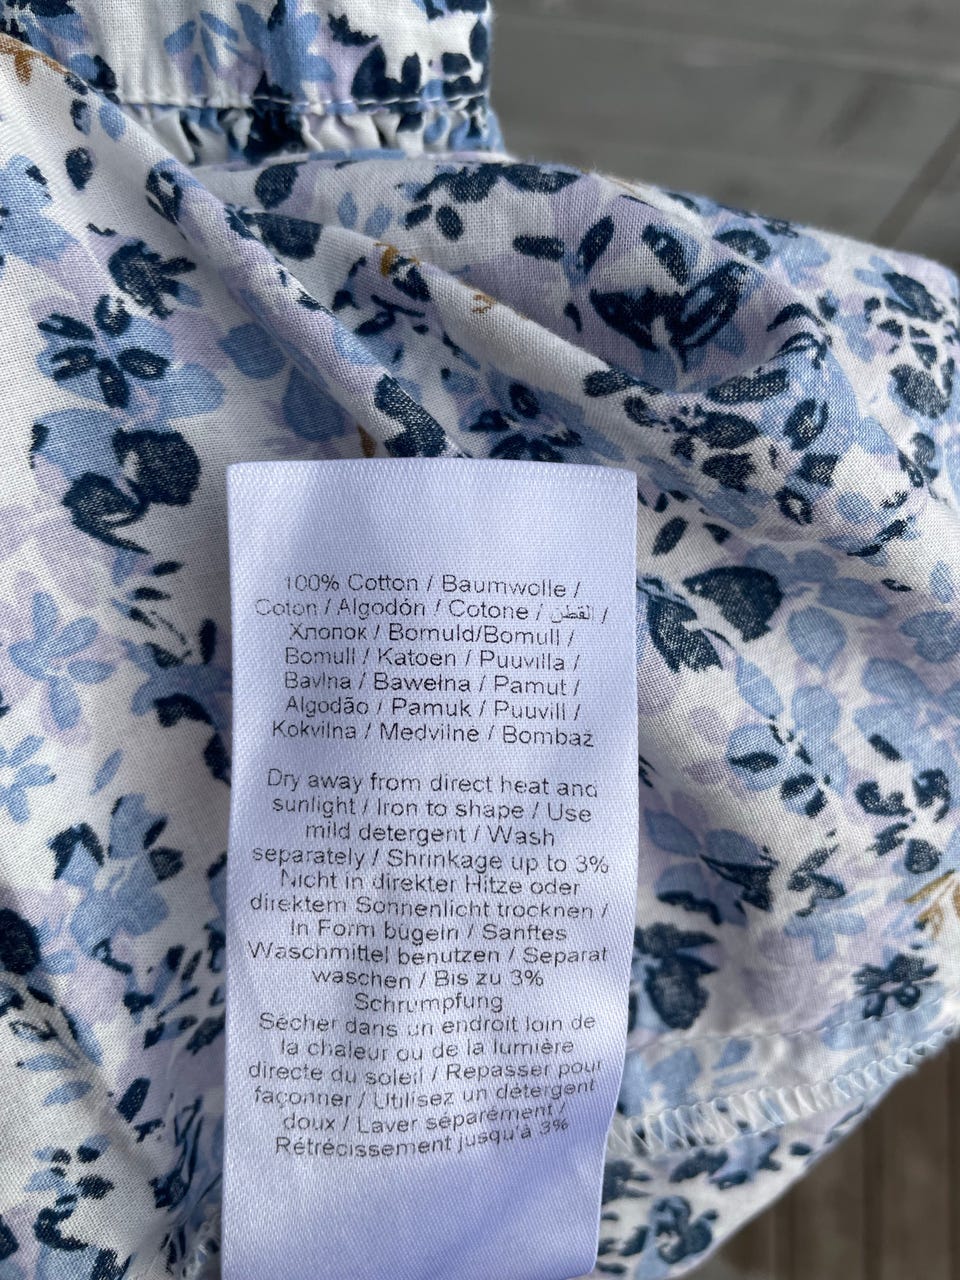 100% Cotton / Baumwolle /
Coton / Algodón / Cotone / القطن /
Хлопок / Bomuld/Bomull /
Bomull / Katoen / Puuvilla /
Bavlna / Bawełna / Pamut /
Algodão / Pamuk / Puuvill /
Kokvilna / Medvilnė / Bombaž
Dry away from direct heat and
sunlight / Iron to shape / Use
mild detergent / Wash
separately / Shrinkage up to 3%
Nicht in direkter Hitze oder
direktem Sonnenlicht trocknen /
In Form bügeln / Sanftes
Waschmittel benutzen / Separat
waschen / Bis zu 3%
Schrumpfung
Sécher dans un endroit loin de
la chaleur ou de la lumière
directe du soleil / Repasser pour
façonner / Utilisez un détergent
doux / Laver séparément /
Rétrécissement jusqu'à 3%